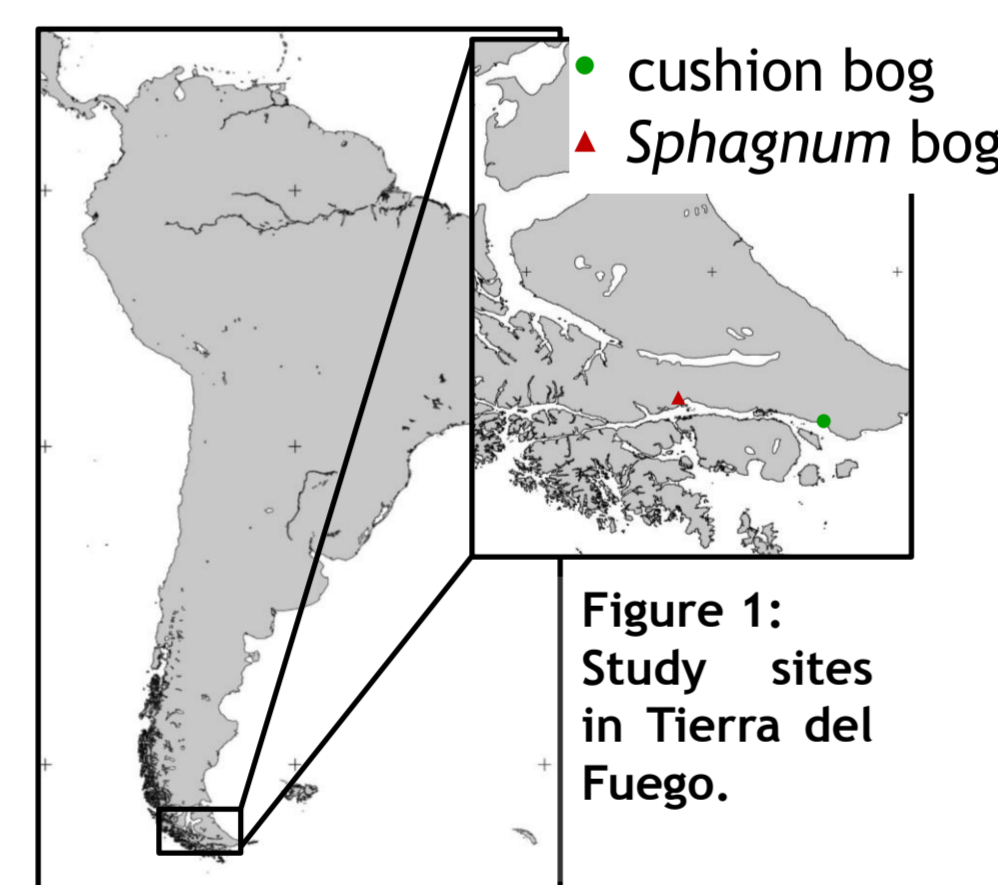 cushion bog
Sphagnum bog
Figure 1:
Study sites
in Tierra del
Fuego.